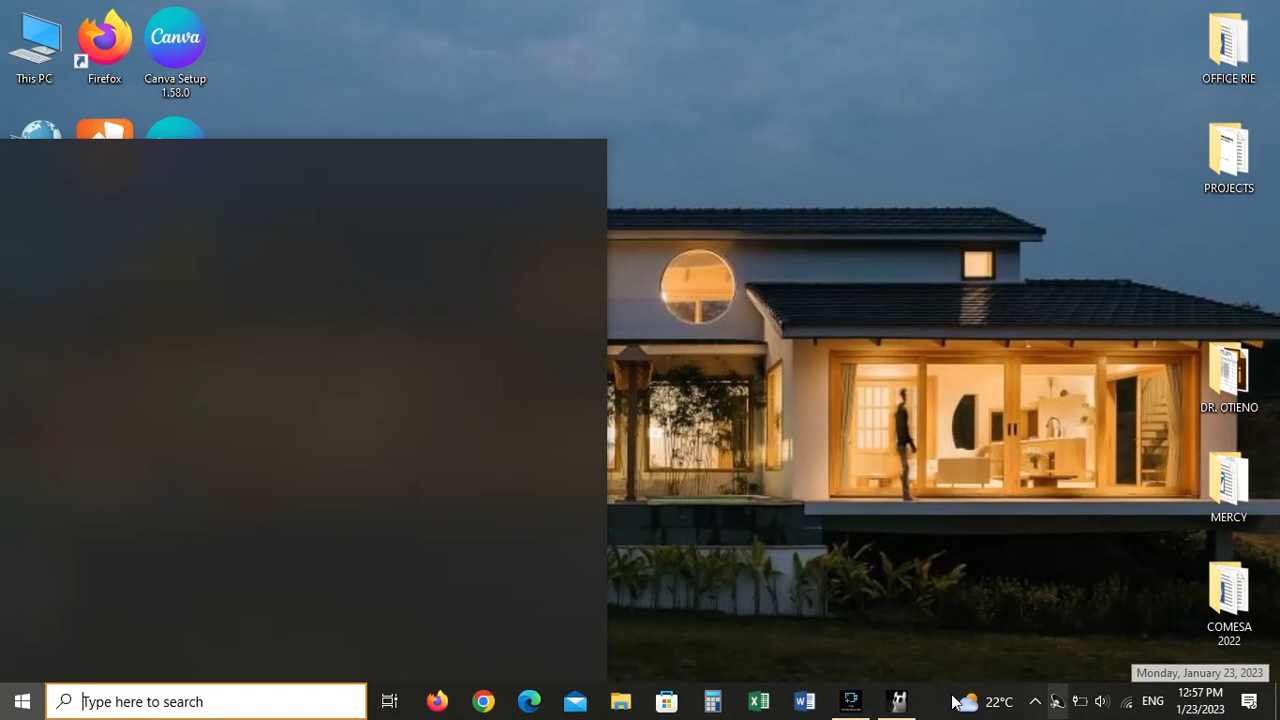 This PC
Firefox
Canva
Canva Setup
1.58.0
OFFICE RIE
PROJECTS
DR. OTIENO
MERCY
COMESA
2022
Monday, January 23, 2023
Type here to search
22°C
ENG
12:57 PM
1/23/2023